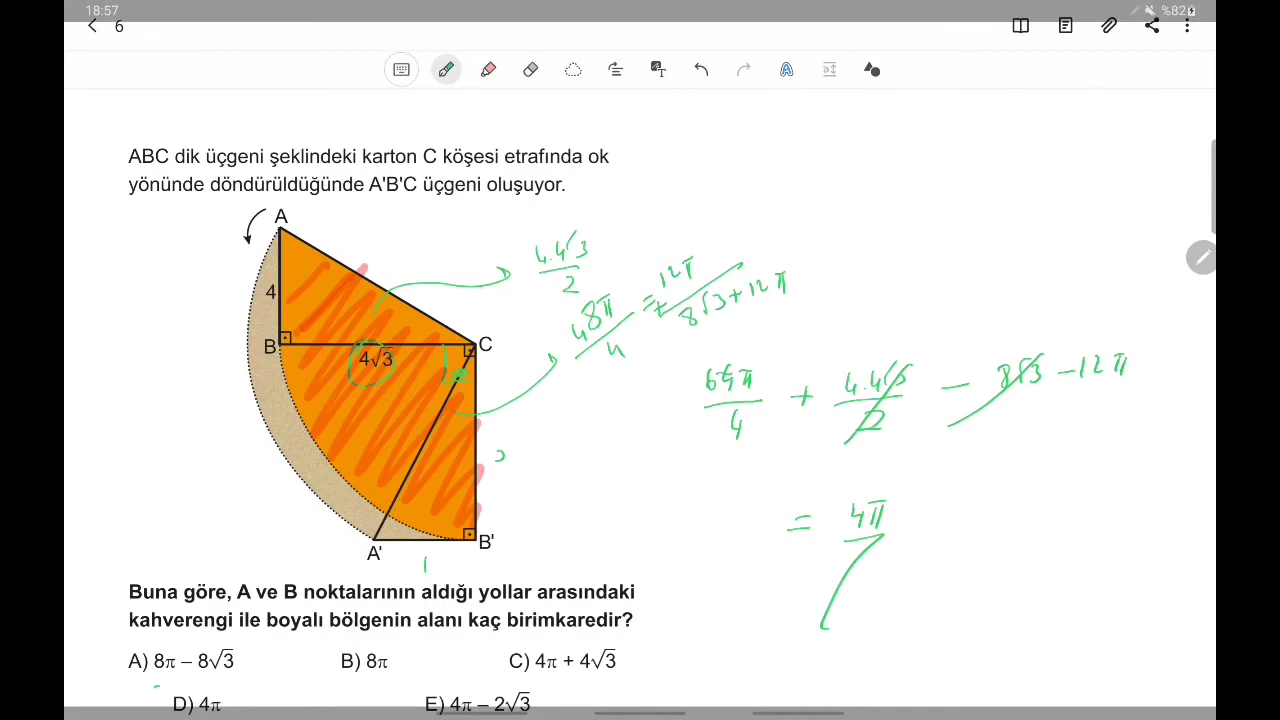 18:57
%82
6
ABC dik üçgeni şeklindeki karton C köşesi etrafında ok
yönünde döndürüldüğünde A'B'C üçgeni oluşuyor.
A
4
B
4√3
C
A'
B'
4.4√3
2
48π
4
=
12π
8√3+12π
64π
4
+
4.4√3
2
− 8√3 −12π
= 4π
Buna göre, A ve B noktalarının aldığı yollar arasındaki
kahverengi ile boyalı bölgenin alanı kaç birimkaredir?
A) 8π – 8√3 B) 8π C) 4π + 4√3
D) 4π E) 4π – 2√3